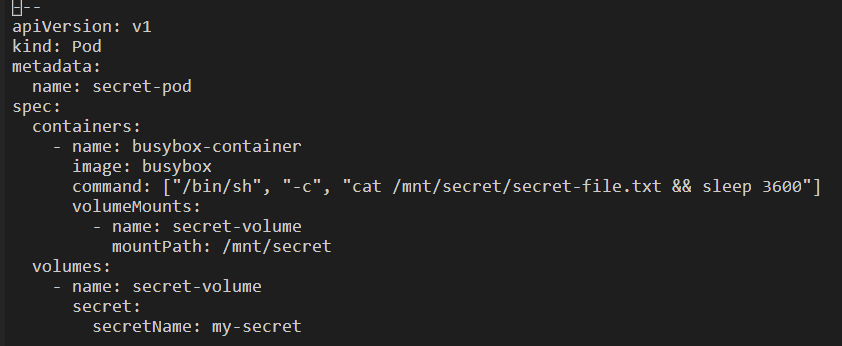 ---
apiVersion: v1
kind: Pod
metadata:
  name: secret-pod
spec:
  containers:
    - name: busybox-container
      image: busybox
      command: ["/bin/sh", "-c", "cat /mnt/secret/secret-file.txt && sleep 3600"]
      volumeMounts:
        - name: secret-volume
          mountPath: /mnt/secret
  volumes:
    - name: secret-volume
      secret:
        secretName: my-secret